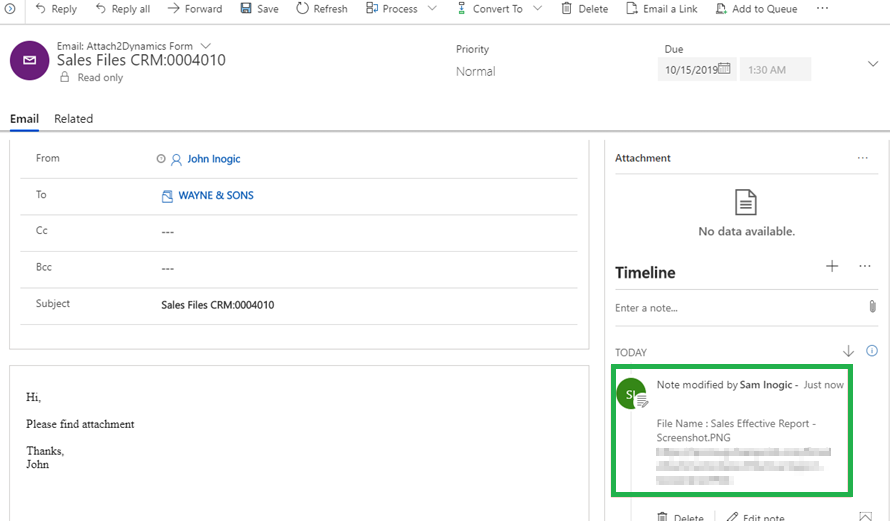 Reply Reply all Forward Save Refresh Process Convert To Delete Email a Link Add to Queue ...
Email: Attach2Dynamics Form
Sales Files CRM:0004010
Read only
Priority
Normal
Due
10/15/2019 1:30 AM
Email Related
From John Inogic
To WAYNE & SONS
Cc ---
Bcc ---
Subject Sales Files CRM:0004010
Hi,
Please find attachment
Thanks,
John
Attachment ...
No data available.
Timeline ...
Enter a note...
TODAY
SI
Note modified by Sam Inogic - Just now
File Name : Sales Effective Report -
Screenshot.PNG
Delete Edit note